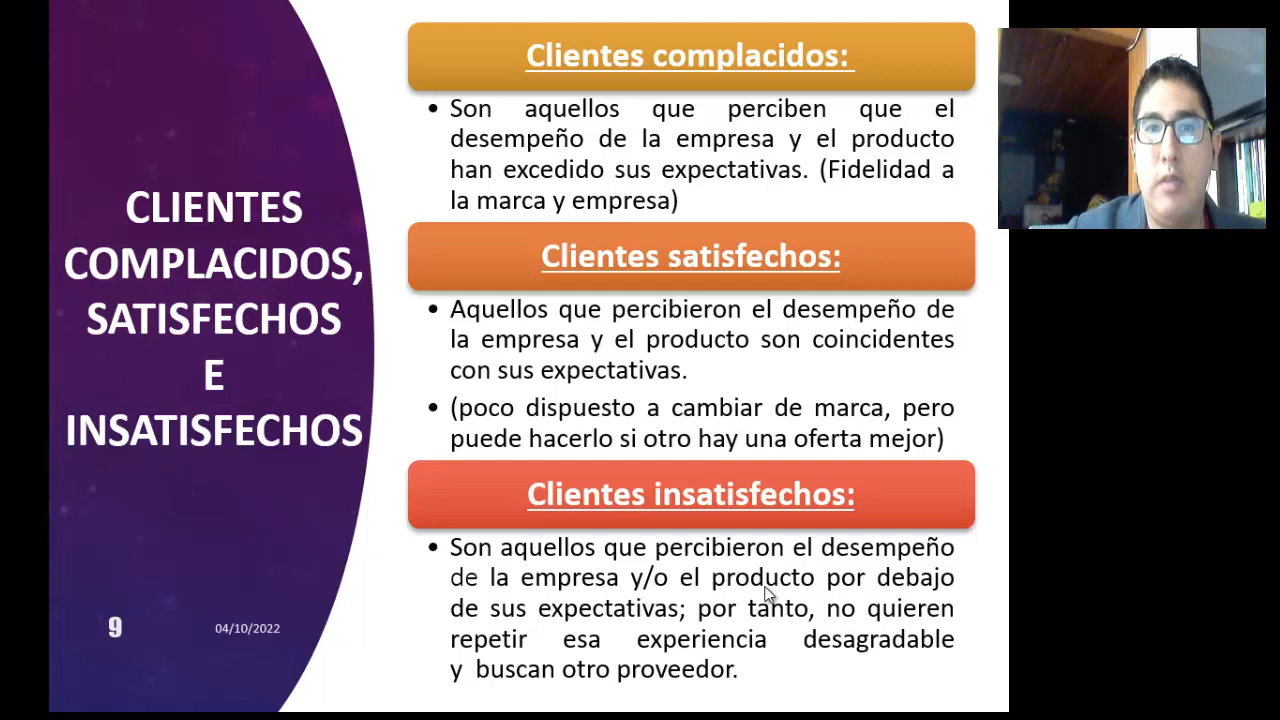 CLIENTES
COMPLACIDOS,
SATISFECHOS
E
INSATISFECHOS
9
04/10/2022
Clientes complacidos:
• Son aquellos que perciben que el
desempeño de la empresa y el producto
han excedido sus expectativas. (Fidelidad a
la marca y empresa)
Clientes satisfechos:
• Aquellos que percibieron el desempeño de
la empresa y el producto son coincidentes
con sus expectativas.
• (poco dispuesto a cambiar de marca, pero
puede hacerlo si otro hay una oferta mejor)
Clientes insatisfechos:
• Son aquellos que percibieron el desempeño
de la empresa y/o el producto por debajo
de sus expectativas; por tanto, no quieren
repetir esa experiencia desagradable
y buscan otro proveedor.